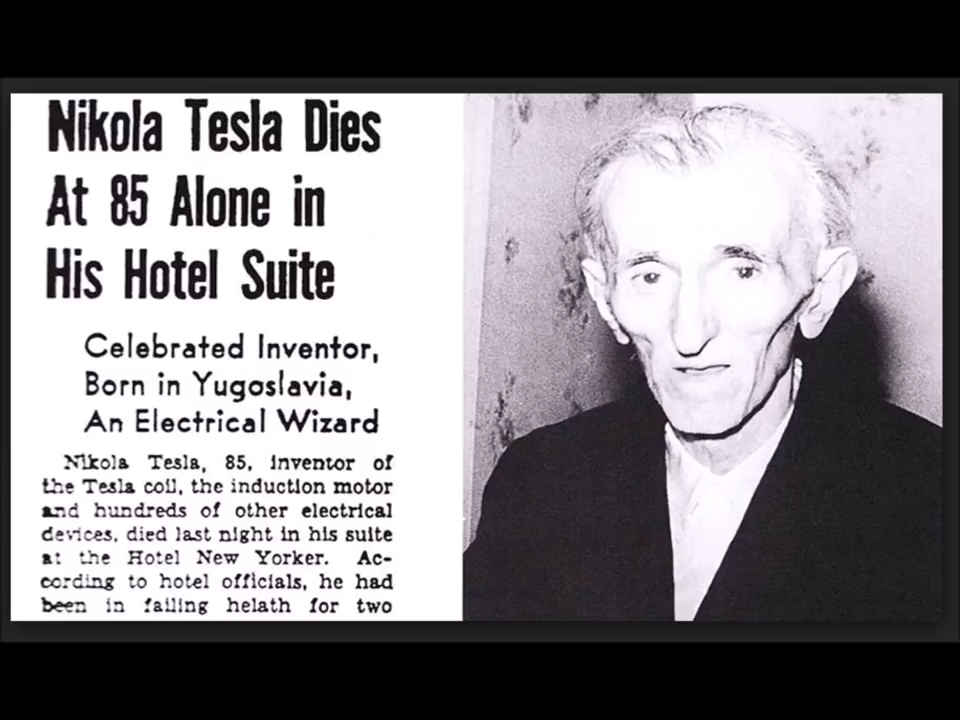 Nikola Tesla Dies
At 85 Alone in
His Hotel Suite
Celebrated Inventor,
Born in Yugoslavia,
An Electrical Wizard
Nikola Tesla, 85, inventor of
the Tesla coil, the induction motor
and hundreds of other electrical
devices, died last night in his suite
at the Hotel New Yorker. Ac-
cording to hotel officials, he had
been in failing helath for two